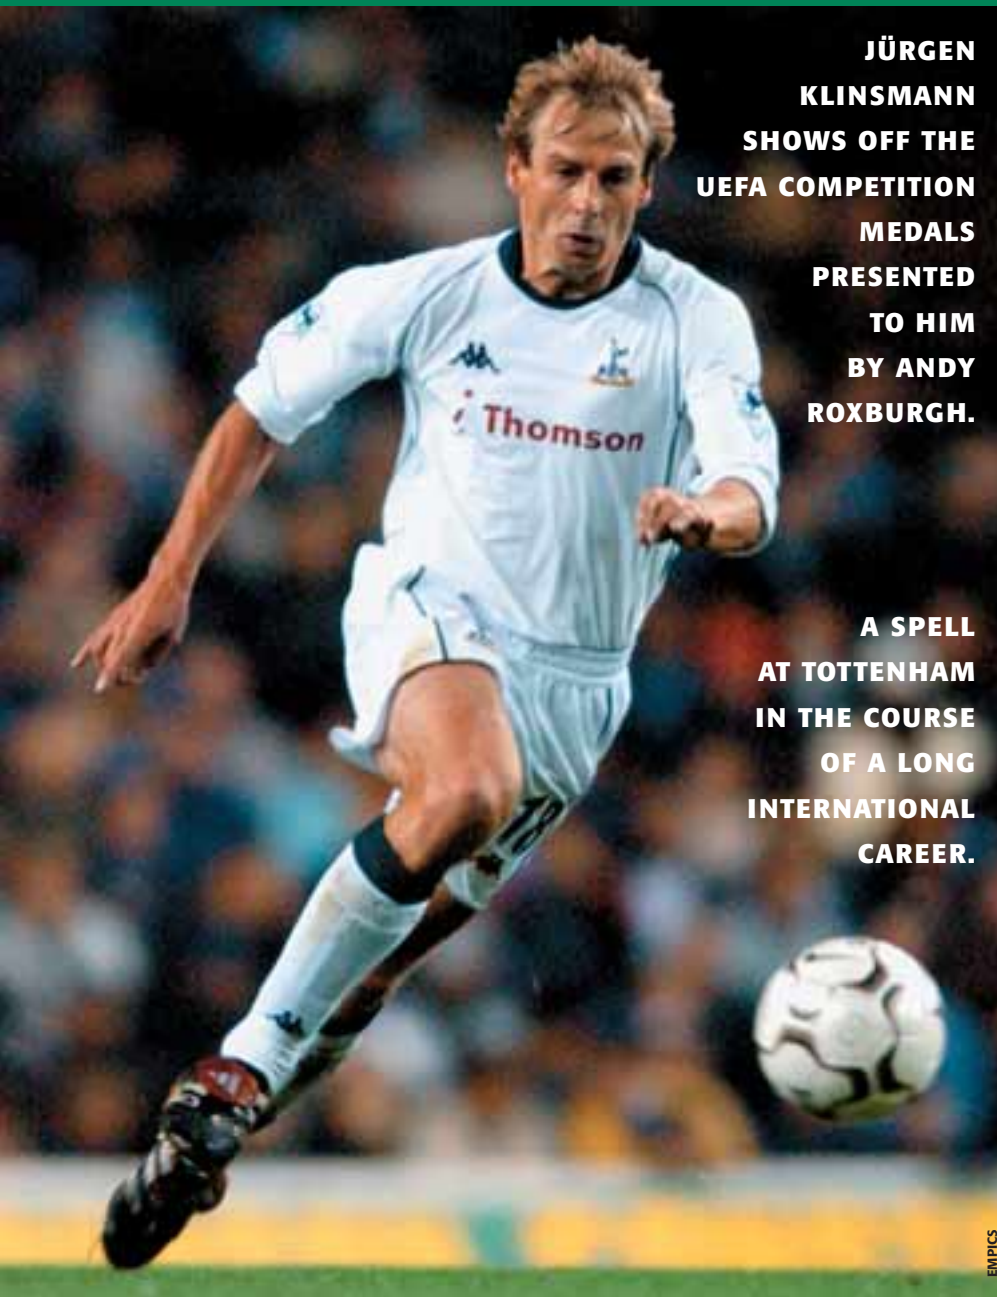 JÜRGEN
KLINSMANN
SHOWS OFF THE
UEFA COMPETITION
MEDALS
PRESENTED
TO HIM
BY ANDY
ROXBURGH.
Thomson
A SPELL
AT TOTTENHAM
IN THE COURSE
OF A LONG
INTERNATIONAL
CAREER.
18
EMPICS